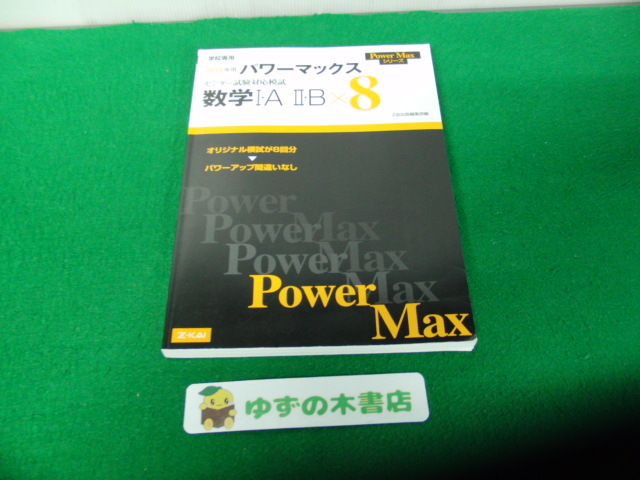 学校専用
Power Max
シリーズ
年用 パワーマックス
センター試験対応模試
数学I·A II·B×8
Z会出版編集部編
オリジナル模試が8回分
パワーアップ間違いなし
Power
Power Max
Power Max
Power Max
Max
Z-KAI
ゆずの木書店